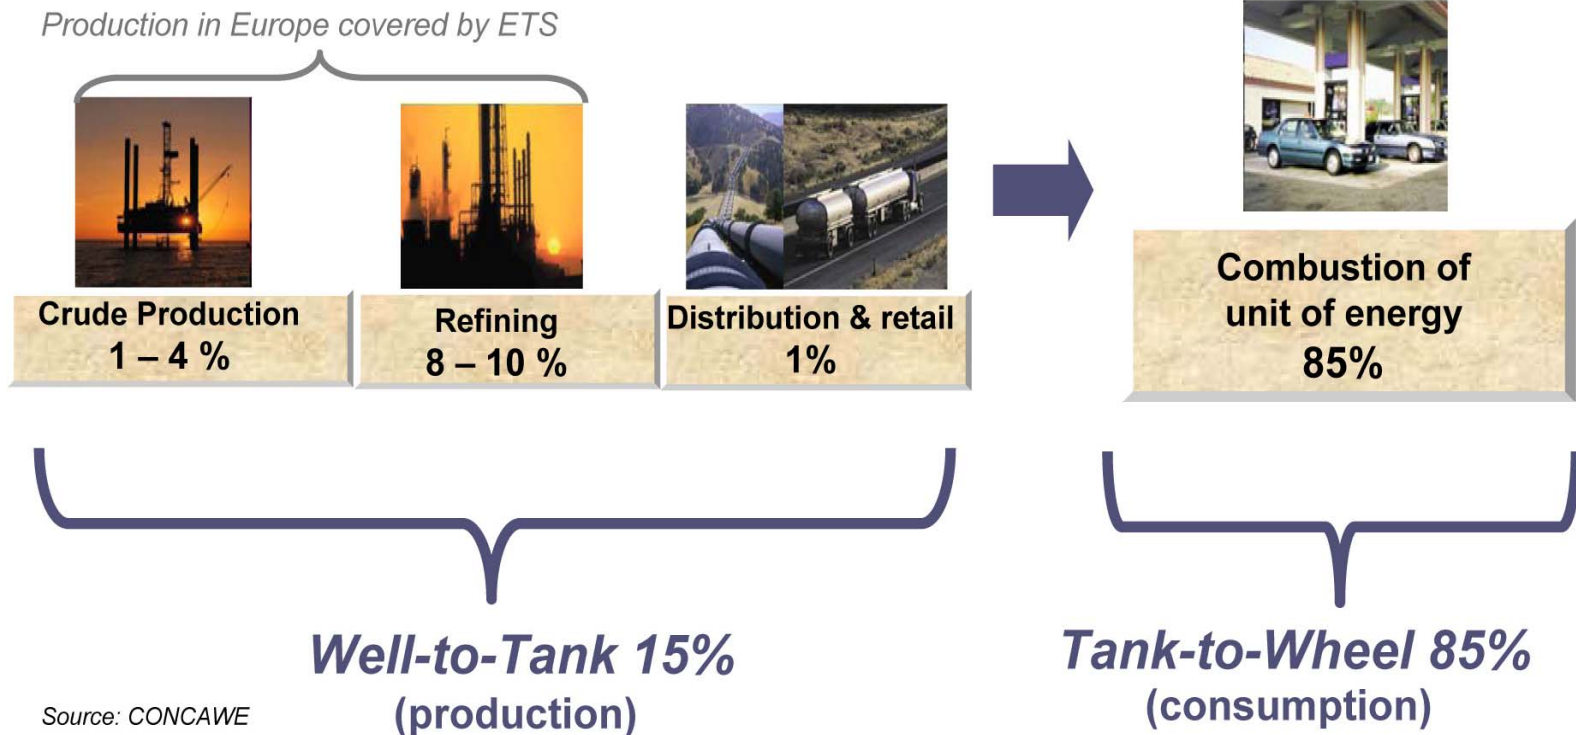 Production in Europe covered by ETS
Crude Production
1 – 4 %
Refining
8 – 10 %
Distribution & retail
1%
Combustion of
unit of energy
85%
Well-to-Tank 15%
(production)
Tank-to-Wheel 85%
(consumption)
Source: CONCAWE